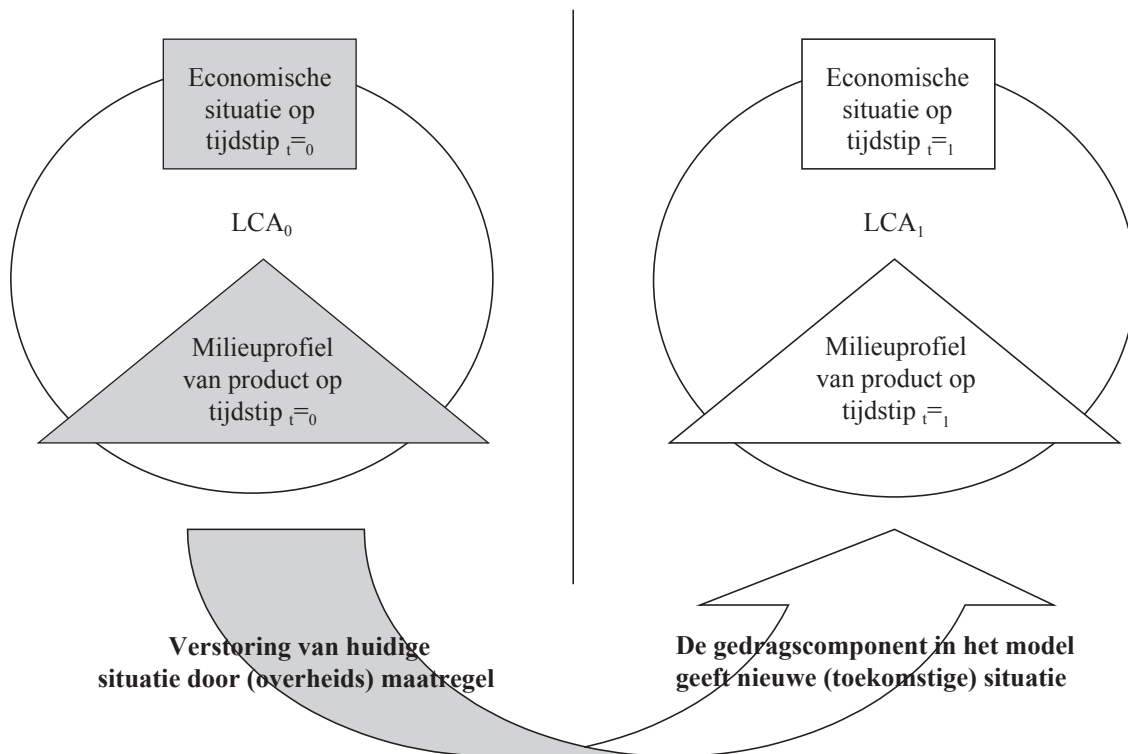 Economische
situatie op
tijdstip t=0
LCA0
Milieuprofiel
van product op
tijdstip t=0
Verstoring van huidige
situatie door (overheids) maatregel
Economische
situatie op
tijdstip t=1
LCA1
Milieuprofiel
van product op
tijdstip t=1
De gedragscomponent in het model
geeft nieuwe (toekomstige) situatie